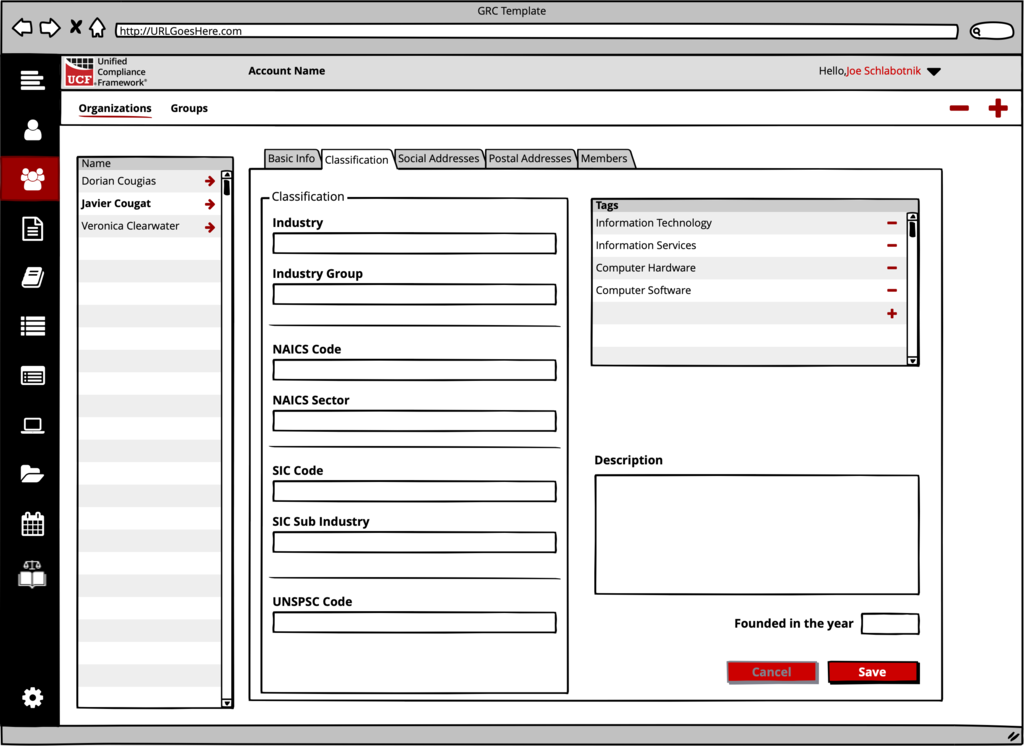 GRC Template
http://URLGoesHere.com
UCF Unified Compliance Framework®
Account Name
Hello, Joe Schlabotnik
Organizations Groups
Name
Dorian Cougias
Javier Cougat
Veronica Clearwater
Basic Info Classification Social Addresses Postal Addresses Members
Classification
Industry
Industry Group
NAICS Code
NAICS Sector
SIC Code
SIC Sub Industry
UNSPSC Code
Tags
Information Technology
Information Services
Computer Hardware
Computer Software
Description
Founded in the year
Cancel Save